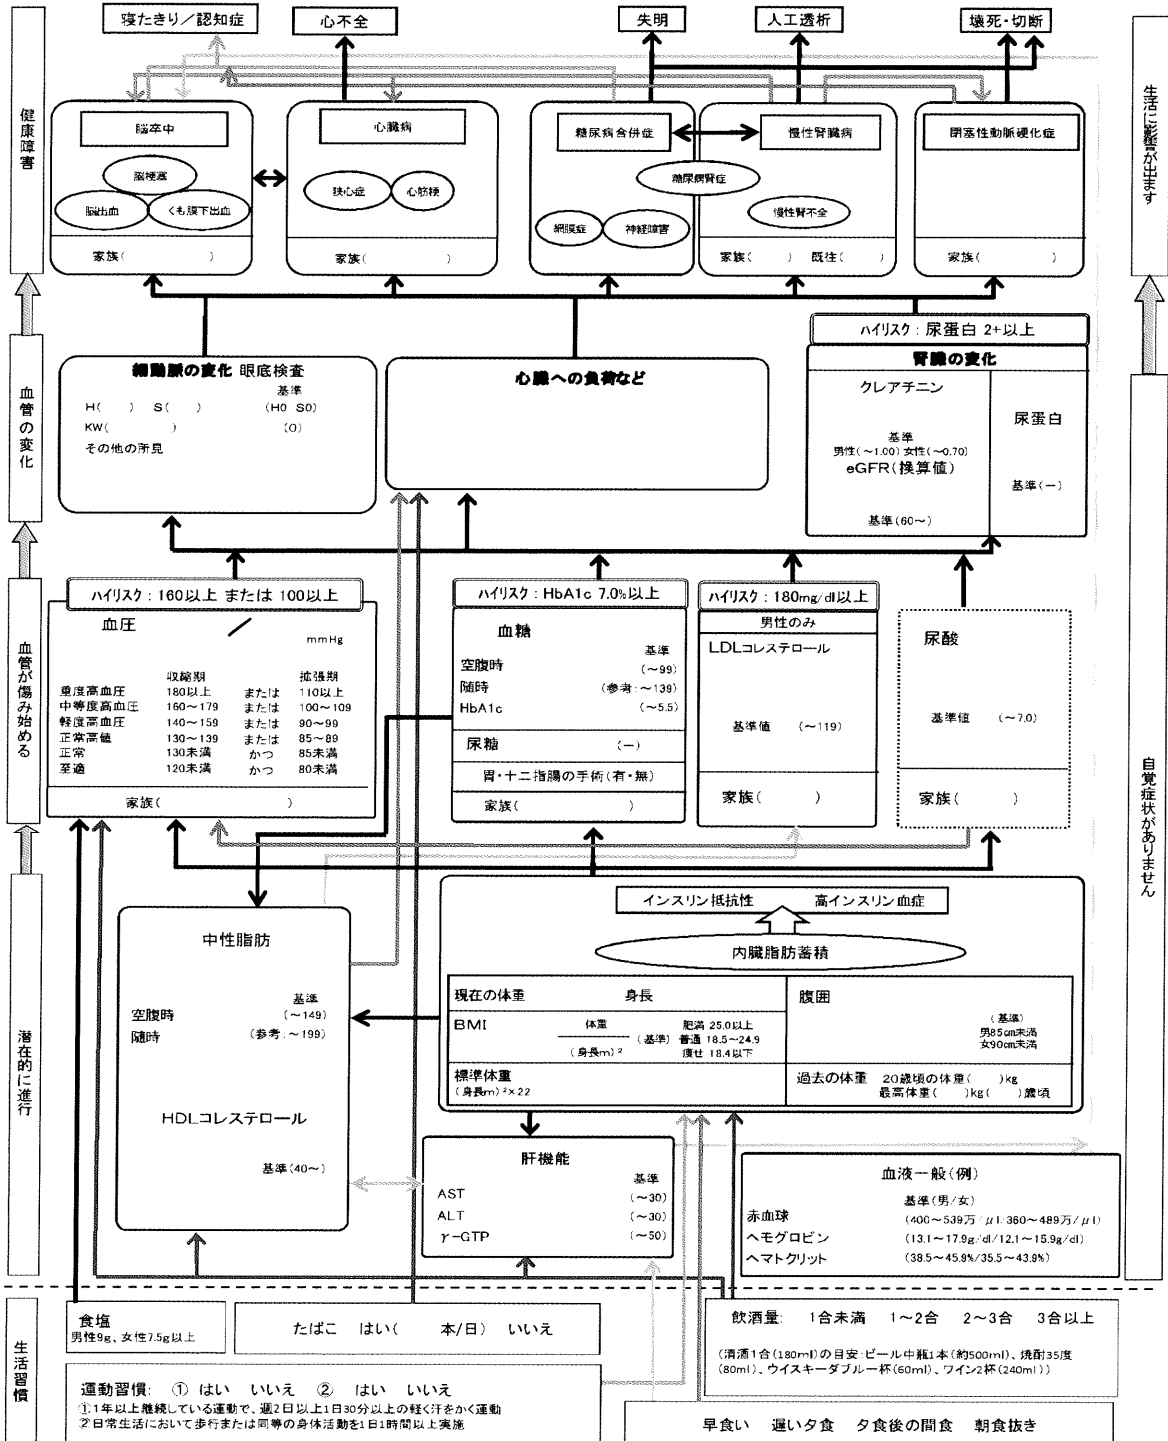 寝たきり／認知症
心不全
失明
人工透析
壊死・切断
健康障害
生活に影響が出ます
脳卒中
脳梗塞
脳出血
くも膜下出血
家族(　　　)
心臓病
狭心症
心筋梗
家族(　　　)
糖尿病合併症
慢性腎臓病
糖尿病腎症
網膜症
神経障害
慢性腎不全
家族(　　) 既往(　　)
閉塞性動脈硬化症
家族(　　　)
血管の変化
細動脈の変化 眼底検査
基準
H(　) S(　) (H0 S0)
KW(　　　) (0)
その他の所見
心臓への負荷など
ハイリスク：尿蛋白 2+以上
腎臓の変化
クレアチニン
基準
男性(～1.00) 女性(～0.70)
eGFR(換算値)
基準(60～)
尿蛋白
基準(－)
血管が傷み始める
自覚症状がありません
ハイリスク：160以上 または 100以上
血圧 ／ mmHg
収縮期 拡張期
重度高血圧 180以上 または 110以上
中等度高血圧 160～179 または 100～109
軽度高血圧 140～159 または 90～99
正常高値 130～139 または 85～89
正常 130未満 かつ 85未満
至適 120未満 かつ 80未満
家族(　　　)
ハイリスク：HbA1c 7.0%以上
血糖
基準
空腹時 (～99)
随時 (参考：～139)
HbA1c (～5.5)
尿糖 (－)
胃・十二指腸の手術(有・無)
家族(　　　)
ハイリスク：180mg/dl以上
男性のみ
LDLコレステロール
基準値 (～119)
家族(　　)
尿酸
基準値 (～7.0)
家族(　　)
潜在的に進行
中性脂肪
基準
空腹時 (～149)
随時 (参考：～199)
HDLコレステロール
基準(40～)
インスリン抵抗性 高インスリン血症
内臓脂肪蓄積
現在の体重 身長
BMI 体重 (身長m)² (基準) 肥満 25.0以上
普通 18.5～24.9
痩せ 18.4以下
標準体重
(身長m)²×22
腹囲
(基準)
男85cm未満
女90cm未満
過去の体重 20歳頃の体重(　　)kg
最高体重(　　)kg(　　)歳頃
肝機能
基準
AST (～30)
ALT (～30)
γ-GTP (～50)
血液一般(例)
基準(男/女)
赤血球 (400～539万/μl/360～489万/μl)
ヘモグロビン (13.1～17.9g/dl/12.1～15.9g/dl)
ヘマトクリット (38.5～45.9%/35.5～43.9%)
生活習慣
食塩
男性9g、女性7.5g以上
たばこ はい(　　本/日) いいえ
飲酒量: 1合未満 1～2合 2～3合 3合以上
(清酒1合(180ml)の目安:ビール中瓶1本(約500ml)、焼酎35度
(80ml)、ウイスキーダブル一杯(60ml)、ワイン2杯(240ml))
運動習慣: ① はい いいえ ② はい いいえ
①1年以上継続している運動で、週2日以上1日30分以上の軽く汗をかく運動
②日常生活において歩行または同等の身体活動を1日1時間以上実施
早食い 遅い夕食 夕食後の間食 朝食抜き